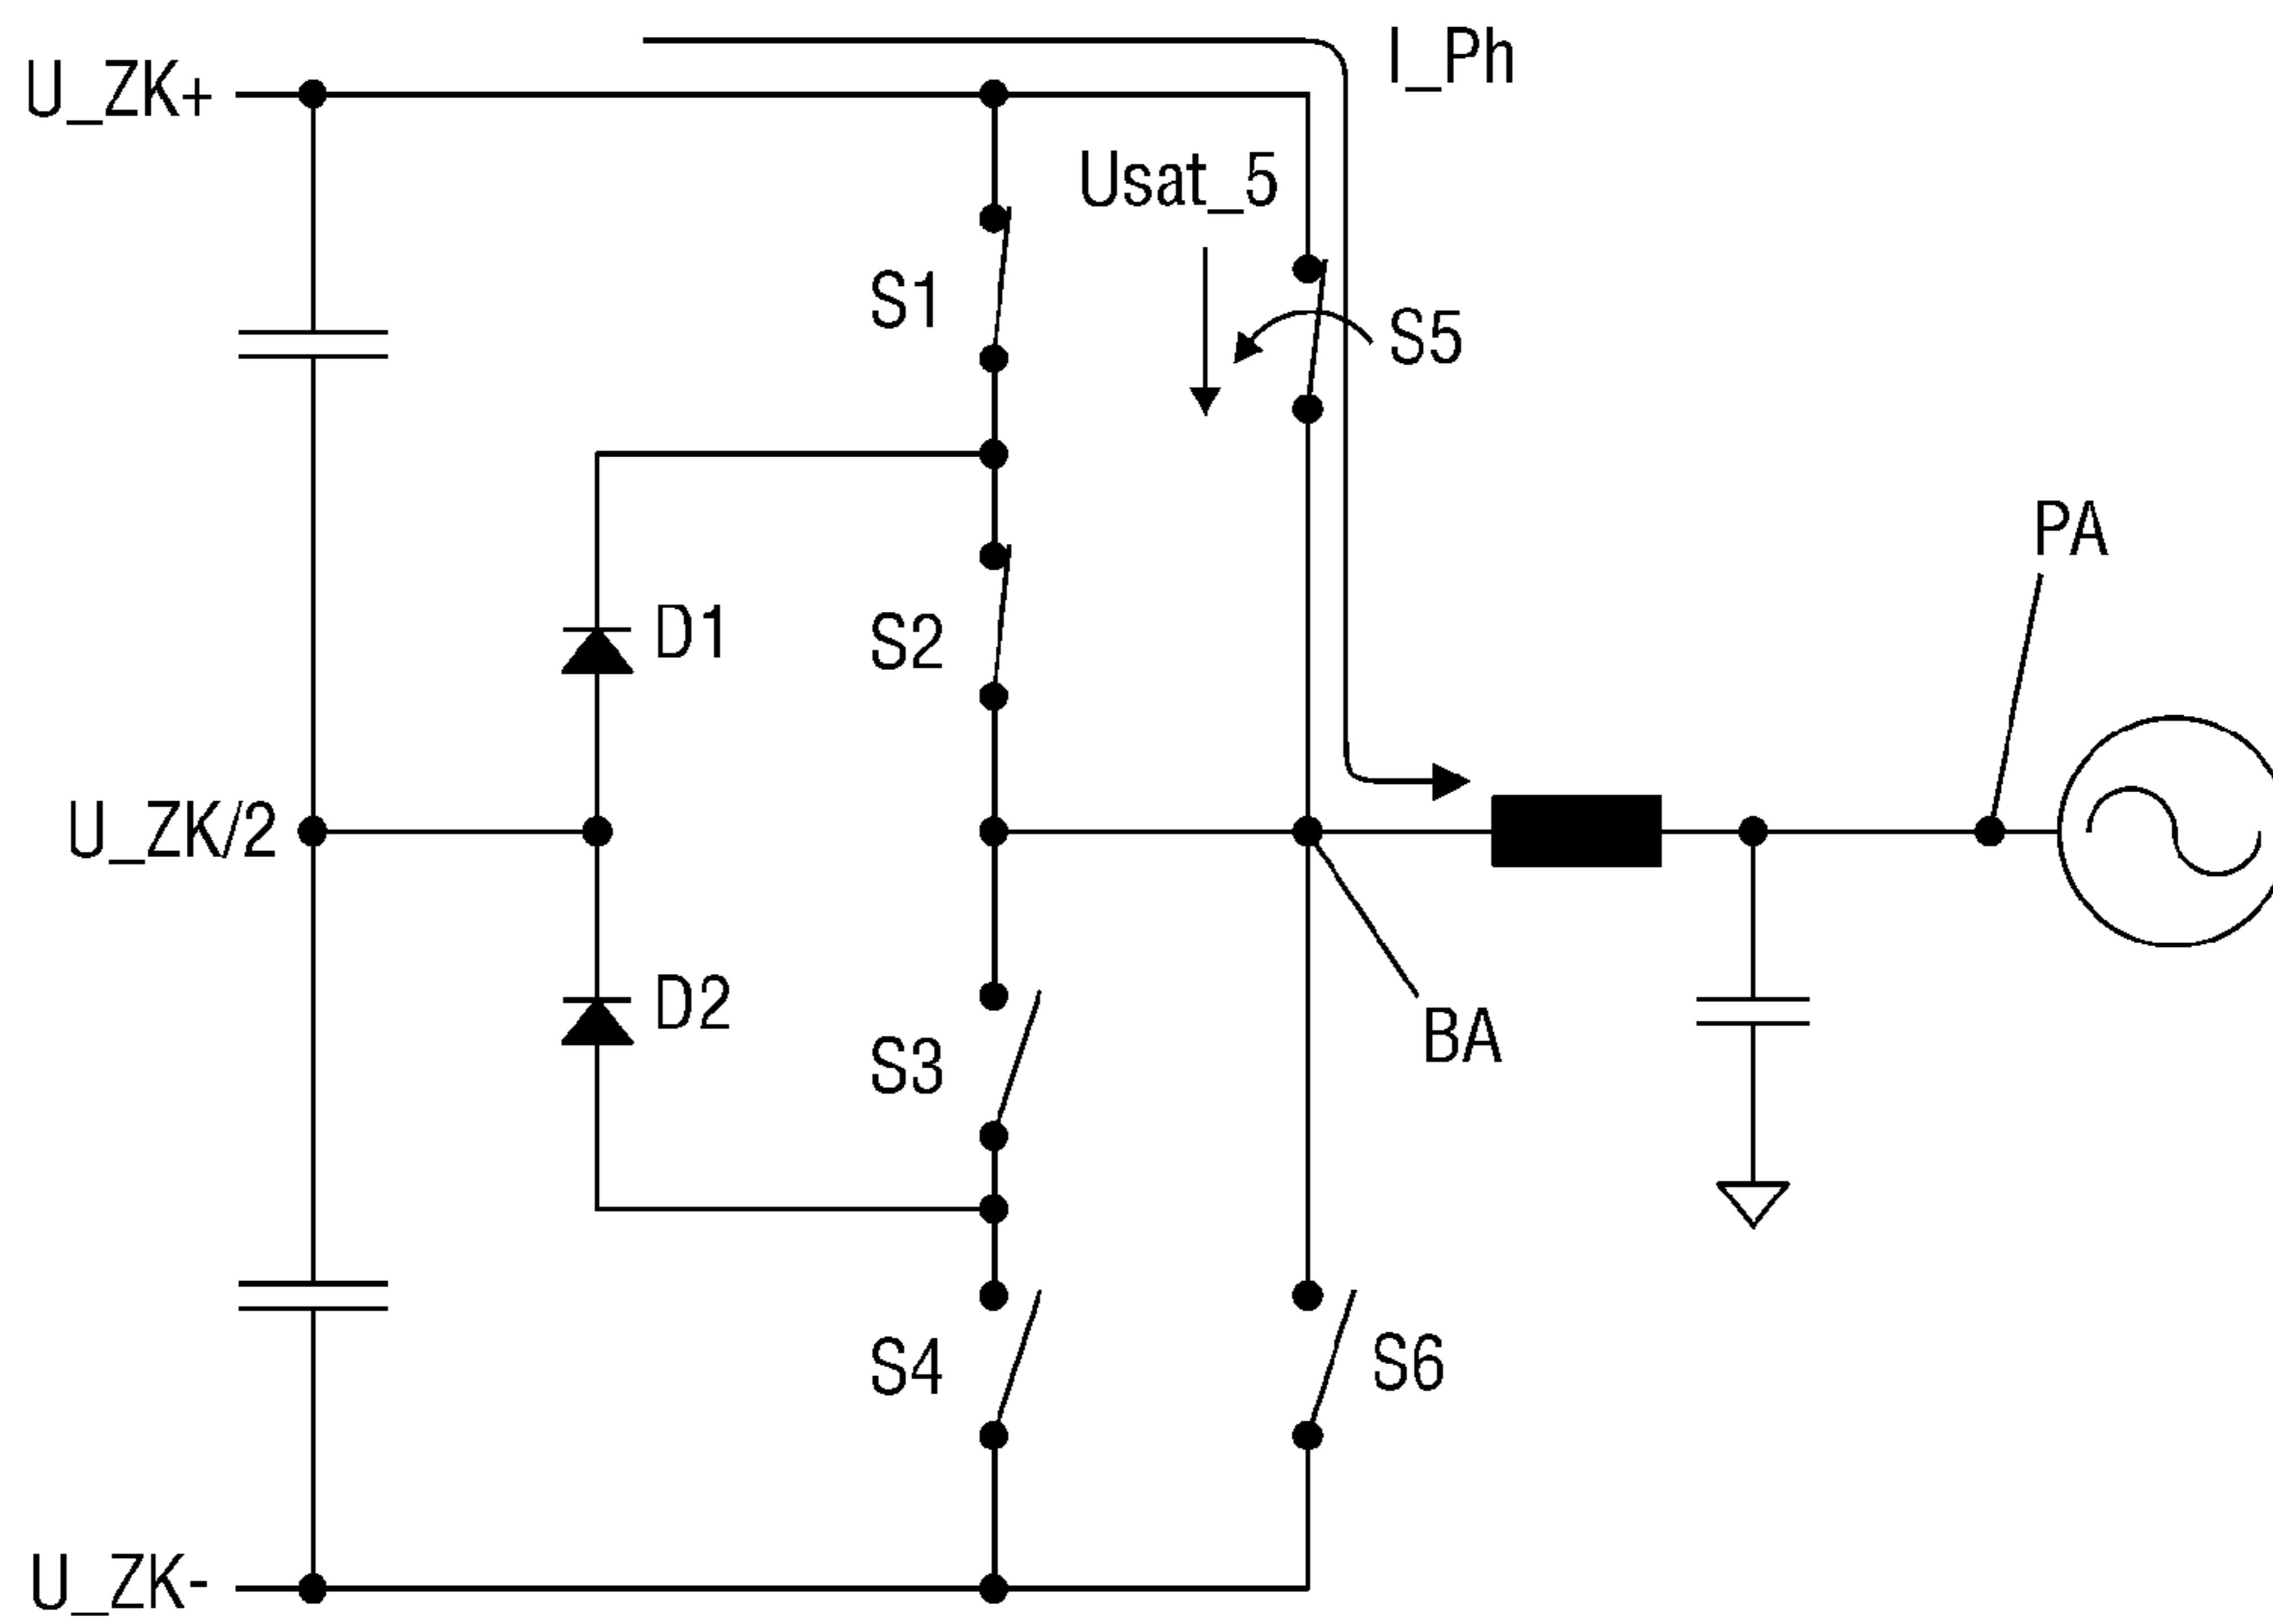 I_Ph
U_ZK+
Usat_5
S1
S5
PA
D1
S2
U_ZK/2
D2
BA
S3
S4
S6
U_ZK-